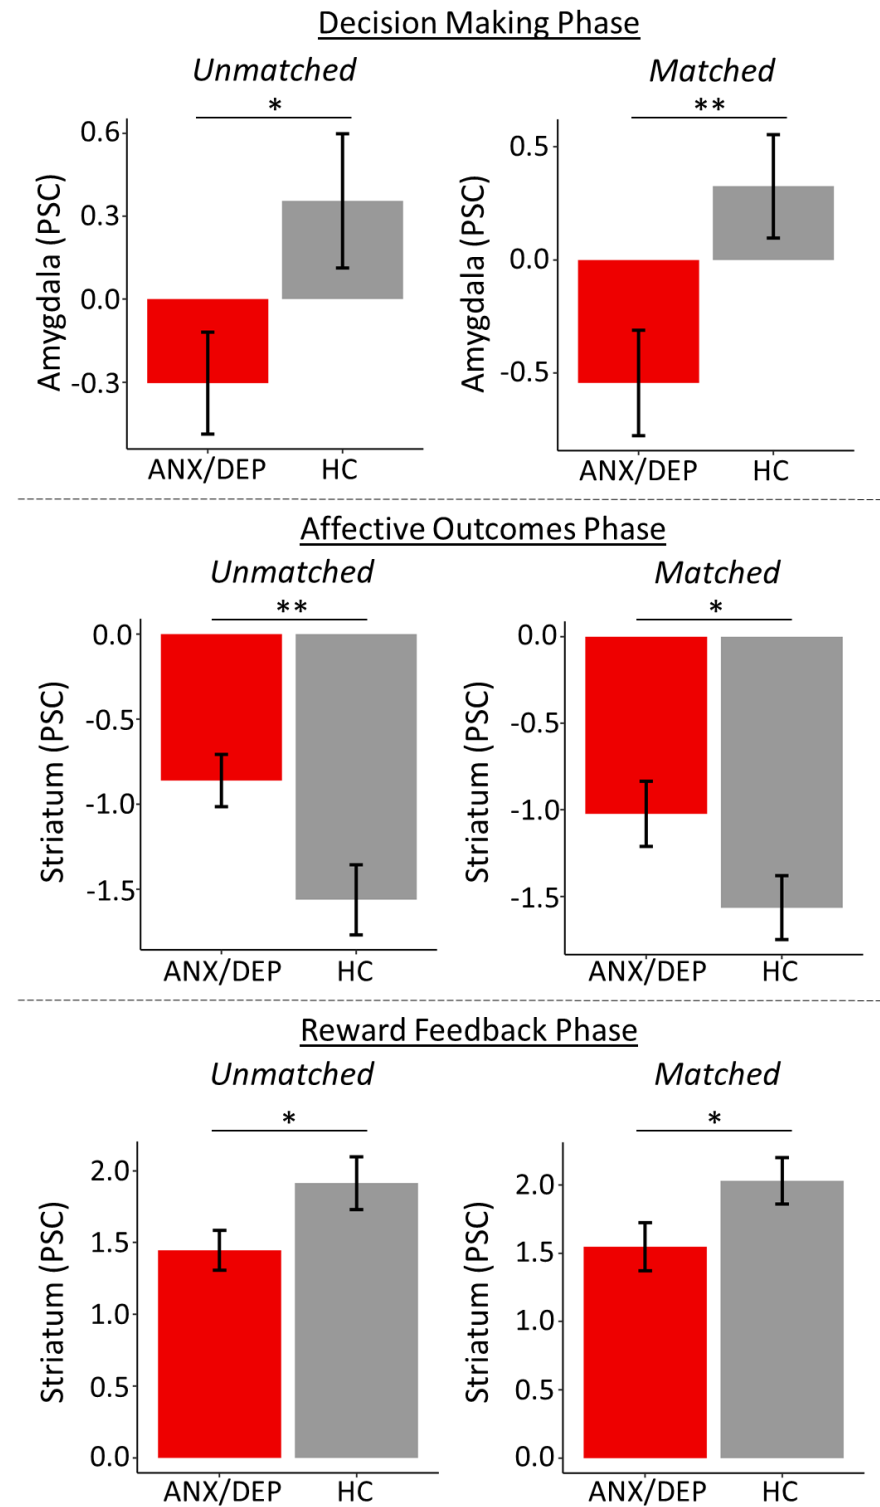 Decision Making Phase
Unmatched
*
Amygdala (PSC)
0.6
0.3
0.0
-0.3
ANX/DEP HC
Matched
**
Amygdala (PSC)
0.5
0.0
-0.5
ANX/DEP HC
Affective Outcomes Phase
Unmatched
**
Striatum (PSC)
0.0
-0.5
-1.0
-1.5
ANX/DEP HC
Matched
*
Striatum (PSC)
0.0
-0.5
-1.0
-1.5
ANX/DEP HC
Reward Feedback Phase
Unmatched
*
Striatum (PSC)
2.0
1.5
1.0
0.5
0.0
ANX/DEP HC
Matched
*
Striatum (PSC)
2.0
1.5
1.0
0.5
0.0
ANX/DEP HC